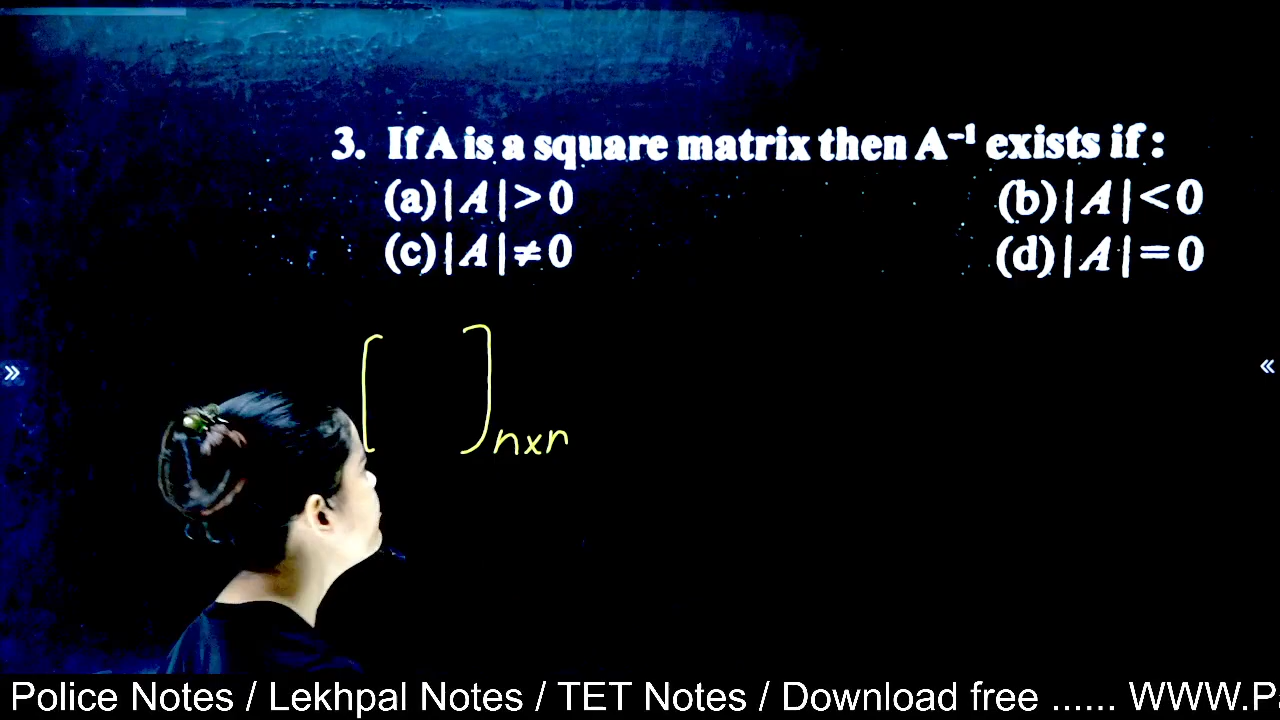 3. If A is a square matrix then A⁻¹ exists if :
(a) | A | > 0 (b) | A | < 0
(c) | A | ≠ 0 (d) | A | = 0
[ ]n×n
Police Notes / Lekhpal Notes / TET Notes / Download free ...... WWW.P